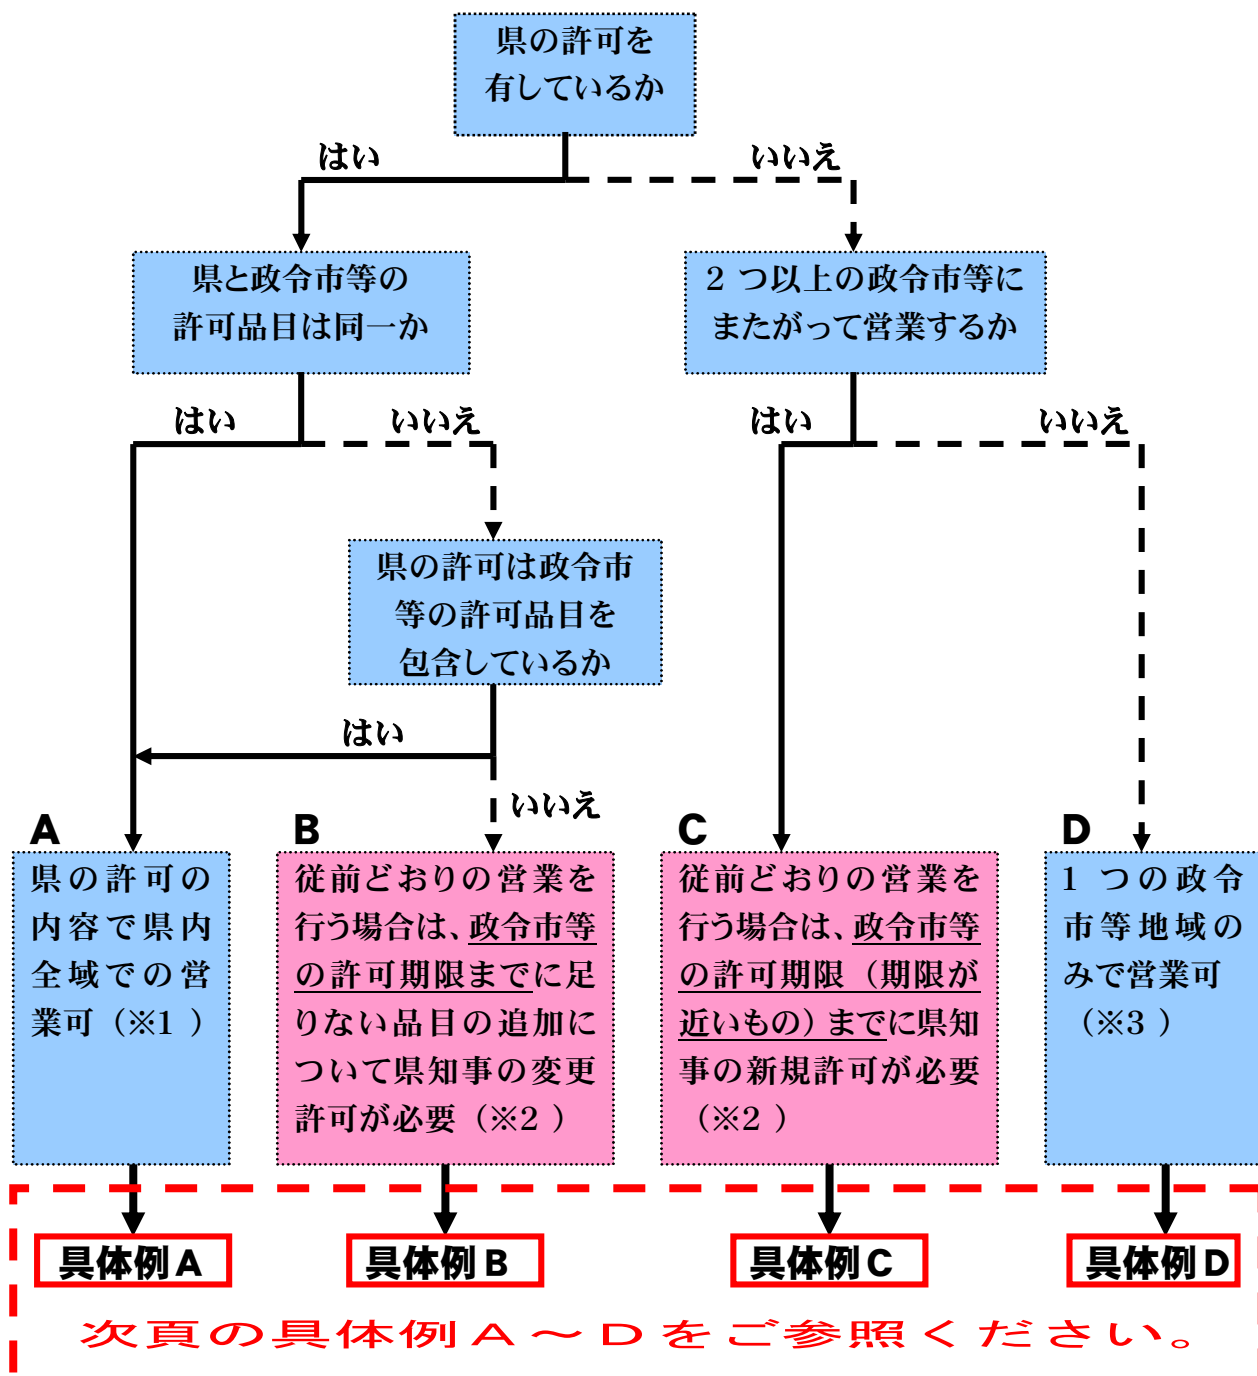 県の許可を
有しているか
はい
いいえ
県と政令市等の
許可品目は同一か
2 つ以上の政令市等に
またがって営業するか
はい
いいえ
はい
いいえ
県の許可は政令市
等の許可品目を
包含しているか
はい
いいえ
A
県の許可の
内容で県内
全域での営
業可（※1 ）
B
従前どおりの営業を
行う場合は、政令市等
の許可期限までに足
りない品目の追加に
ついて県知事の変更
許可が必要（※2 ）
C
従前どおりの営業を
行う場合は、政令市等
の許可期限（期限が
近いもの）までに県知
事の新規許可が必要
（※2 ）
D
1 つの政令
市等地域の
みで営業可
（※3 ）
具体例A
具体例B
具体例C
具体例D
次頁の具体例A～Dをご参照ください。